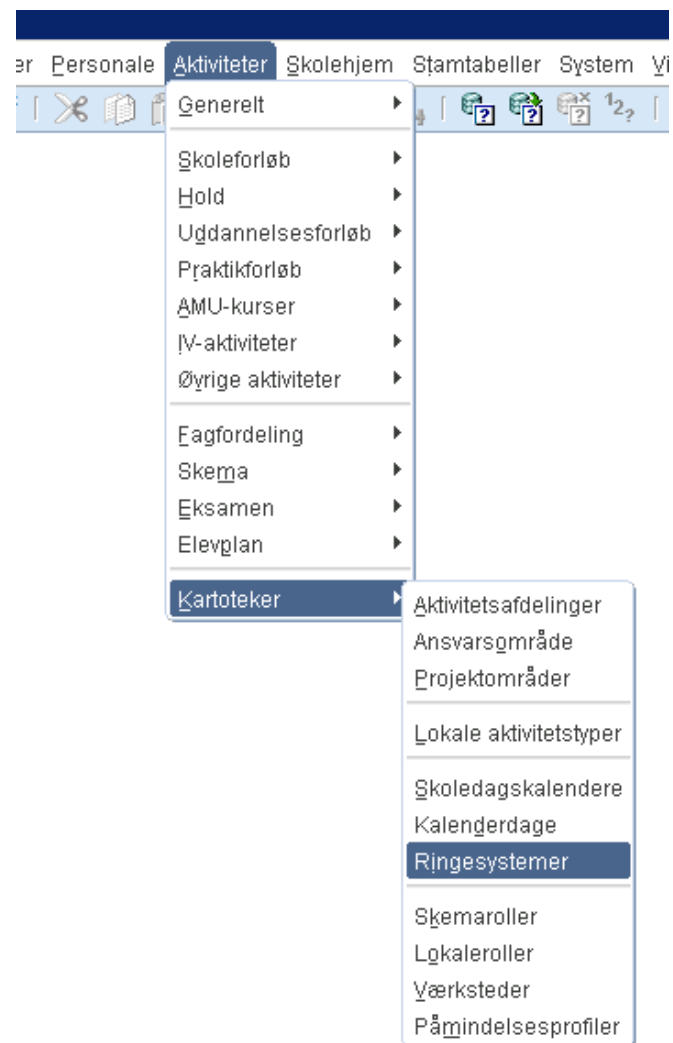 er Personale Aktiviteter Skolehjem Stamtabeller System Vi
Generelt
Skoleforløb
Hold
Uddannelsesforløb
Praktikforløb
AMU-kurser
IV-aktiviteter
Øvrige aktiviteter
Fagfordeling
Skema
Eksamen
Elevplan
Kartoteker
Aktivitetsafdelinger
Ansvarsområde
Projektområder
Lokale aktivitetstyper
Skoledagskalendere
Kalenderdage
Ringesystemer
Skemaroller
Lokaleroller
Værksteder
Påmindelsesprofiler